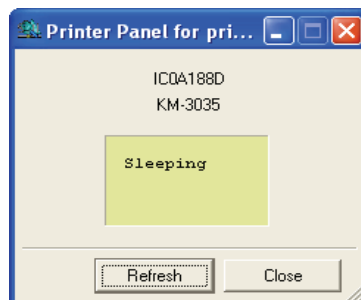 Printer Panel for pri...
IC0A188D
KM-3035
Sleeping
Refresh
Close